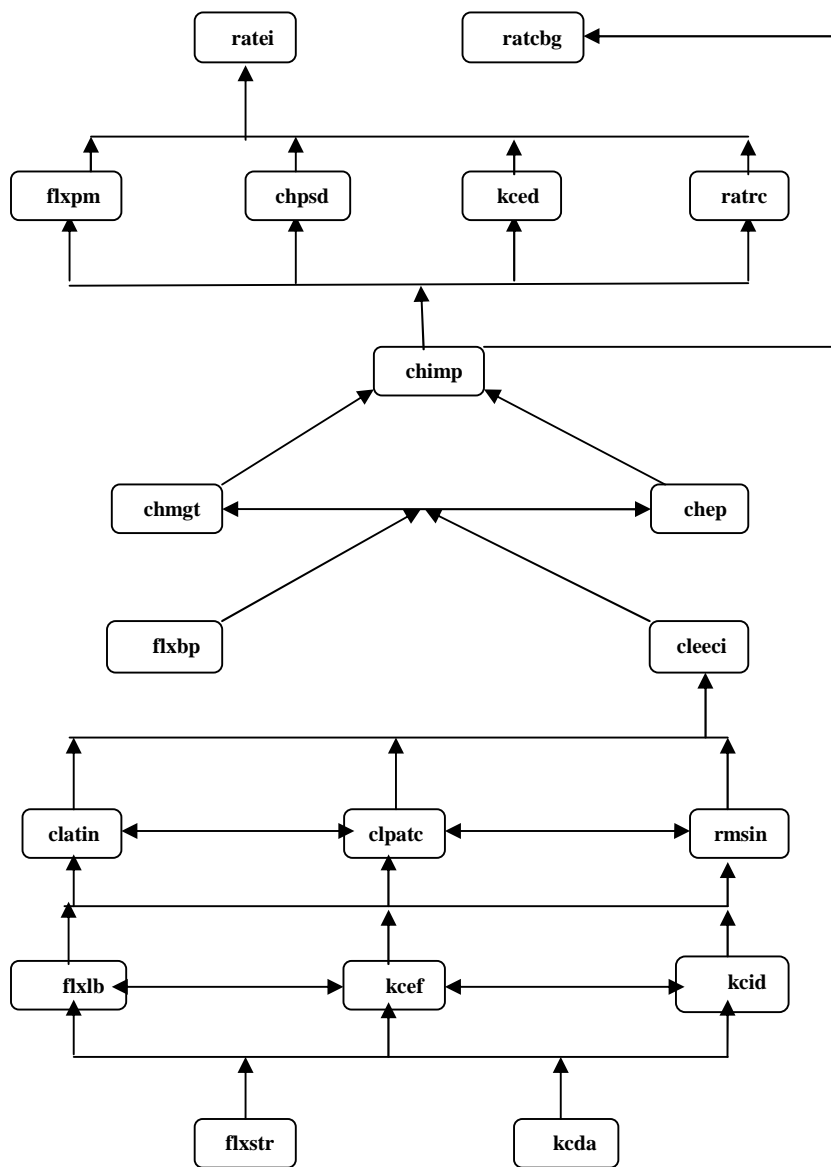 ratei
ratcbg
flxpm
chpsd
kced
ratrc
chimp
chmgt
chep
flxbp
cleeci
clatin
clpatc
rmsin
flxlb
kcef
kcid
flxstr
kcda